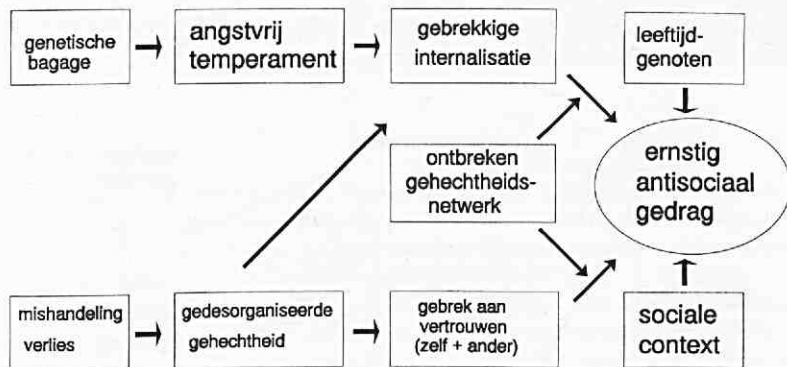 genetische
bagage
angstvrij
temperament
gebrekkige
internalisatie
leeftijd-
genoten
ontbreken
gehechtheids-
netwerk
ernstig
antisociaal
gedrag
mishandeling
verlies
gedesorganiseerde
gehechtheid
gebrek aan
vertrouwen
(zelf + ander)
sociale
context